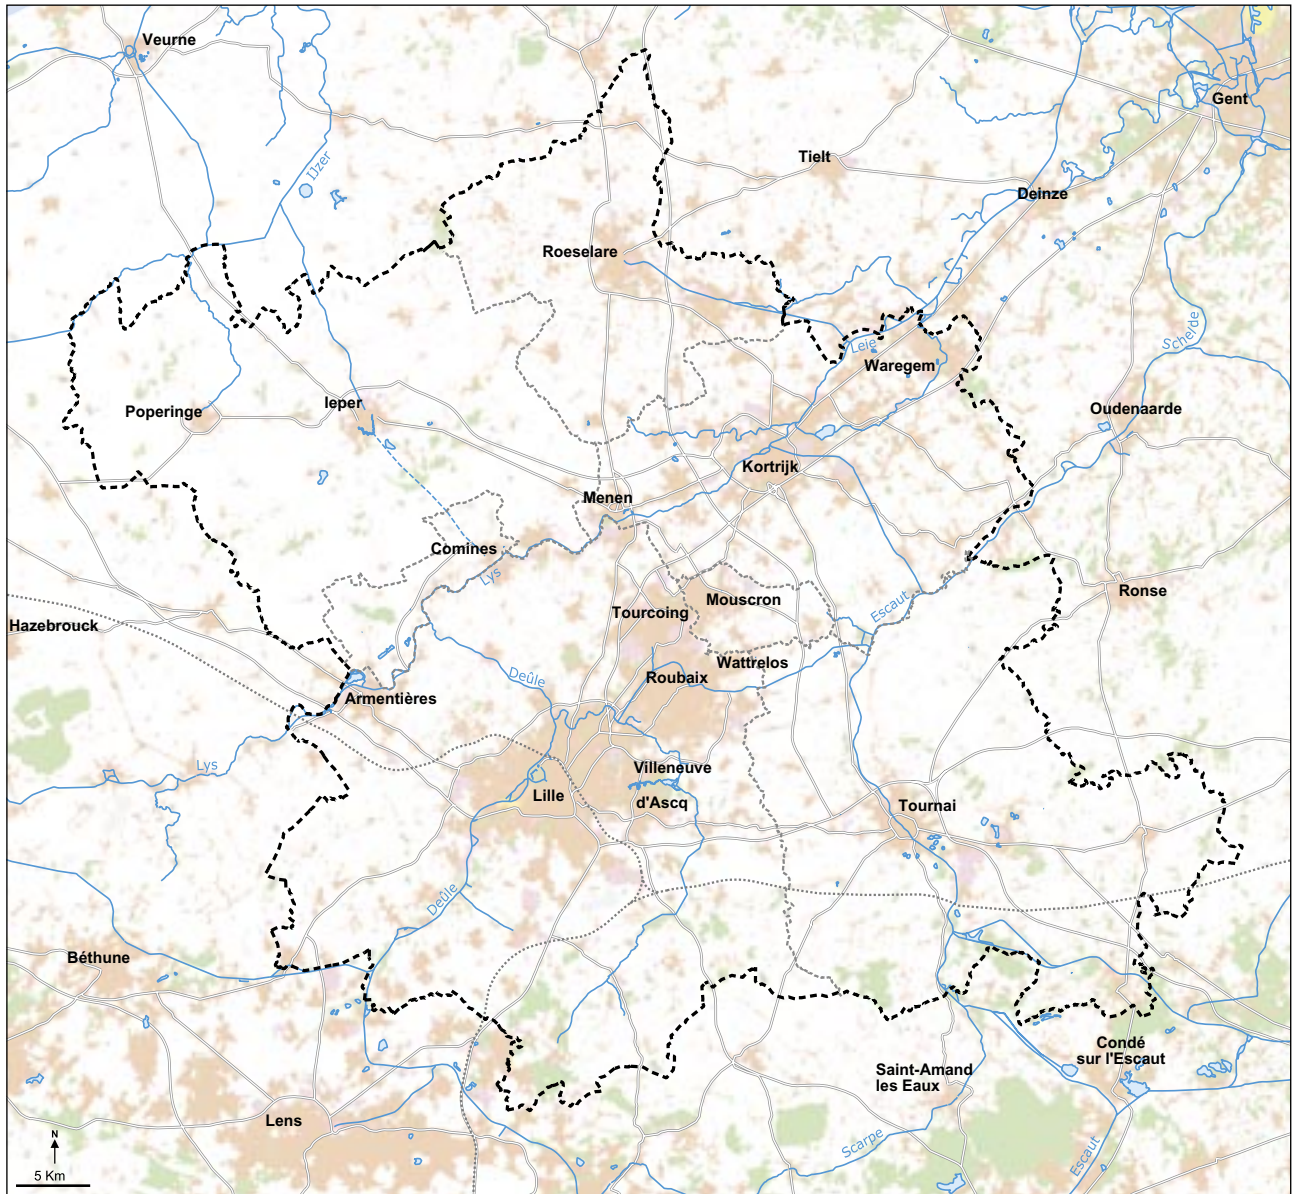 Veurne
Gent
Tielt
IJzer
Deinze
Roeselare
Schelde
Leie
Waregem
Poperinge
Ieper
Oudenaarde
Kortrijk
Menen
Comines
Lys
Ronse
Mouscron
Escaut
Tourcoing
Hazebrouck
Wattrelos
Deûle
Roubaix
Armentières
Lys
Villeneuve
d'Ascq
Lille
Tournai
Deûle
Béthune
Condé
sur l'Escaut
Saint-Amand
les Eaux
Lens
Scarpe
Escaut
N
5 Km